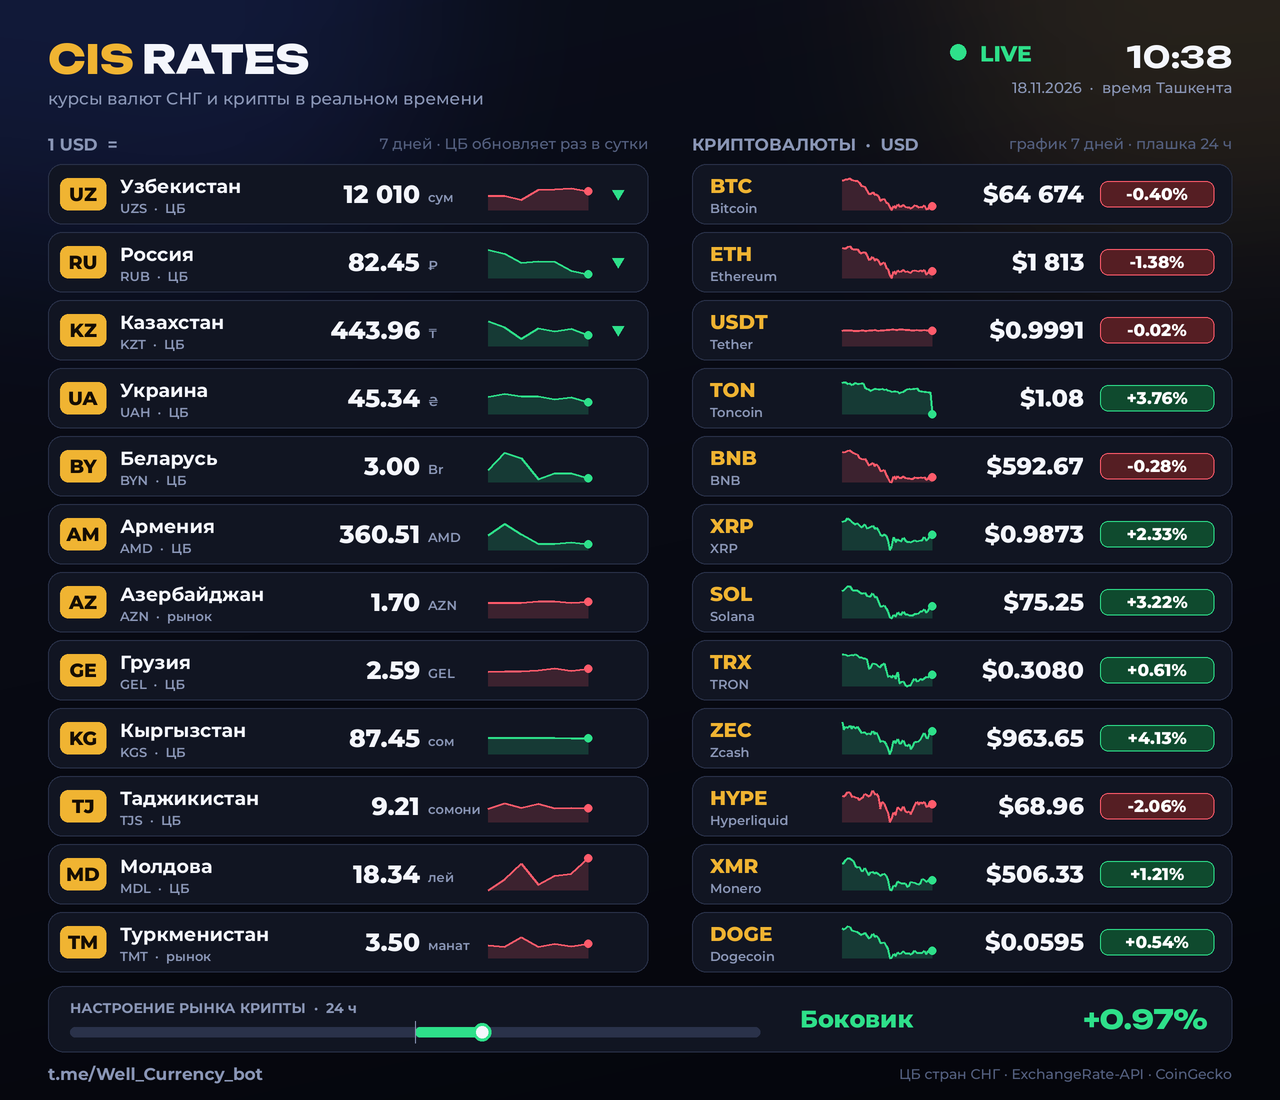 CIS RATES
курсы валют СНГ и крипты в реальном времени
LIVE
10:38
18.11.2026 · время Ташкента
1 USD =
7 дней · ЦБ обновляет раз в сутки
UZ Узбекистан 12 010 сум
UZS · ЦБ
RU Россия 82.45 ₽
RUB · ЦБ
KZ Казахстан 443.96 ₸
KZT · ЦБ
UA Украина 45.34 ₴
UAH · ЦБ
BY Беларусь 3.00 Br
BYN · ЦБ
AM Армения 360.51 AMD
AMD · ЦБ
AZ Азербайджан 1.70 AZN
AZN · рынок
GE Грузия 2.59 GEL
GEL · ЦБ
KG Кыргызстан 87.45 сом
KGS · ЦБ
TJ Таджикистан 9.21 сомони
TJS · ЦБ
MD Молдова 18.34 лей
MDL · ЦБ
TM Туркменистан 3.50 манат
TMT · рынок
КРИПТОВАЛЮТЫ · USD
график 7 дней · плашка 24 ч
BTC $64 674 -0.40%
Bitcoin
ETH $1 813 -1.38%
Ethereum
USDT $0.9991 -0.02%
Tether
TON $1.08 +3.76%
Toncoin
BNB $592.67 -0.28%
BNB
XRP $0.9873 +2.33%
XRP
SOL $75.25 +3.22%
Solana
TRX $0.3080 +0.61%
TRON
ZEC $963.65 +4.13%
Zcash
HYPE $68.96 -2.06%
Hyperliquid
XMR $506.33 +1.21%
Monero
DOGE $0.0595 +0.54%
Dogecoin
НАСТРОЕНИЕ РЫНКА КРИПТЫ · 24 ч
Боковик +0.97%
t.me/Well_Currency_bot
ЦБ стран СНГ · ExchangeRate-API · CoinGecko